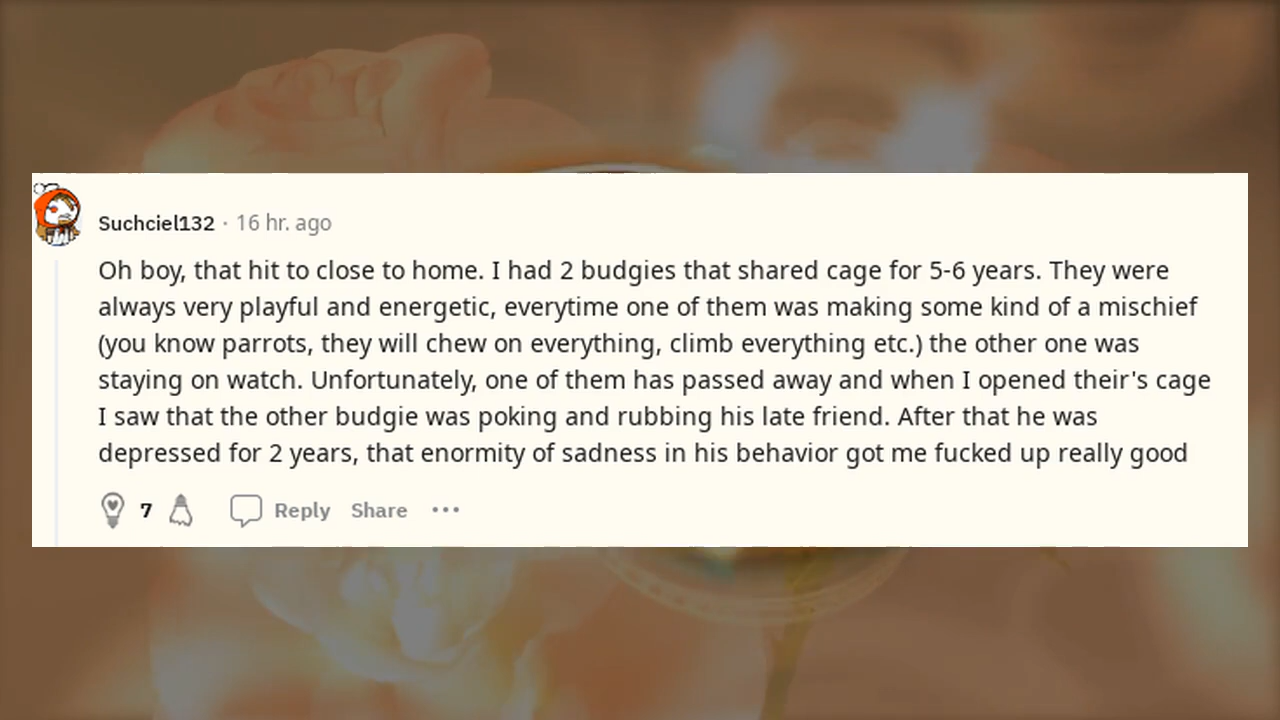 Suchciel132 · 16 hr. ago
Oh boy, that hit to close to home. I had 2 budgies that shared cage for 5-6 years. They were
always very playful and energetic, everytime one of them was making some kind of a mischief
(you know parrots, they will chew on everything, climb everything etc.) the other one was
staying on watch. Unfortunately, one of them has passed away and when I opened their's cage
I saw that the other budgie was poking and rubbing his late friend. After that he was
depressed for 2 years, that enormity of sadness in his behavior got me fucked up really good
7 Reply Share •••